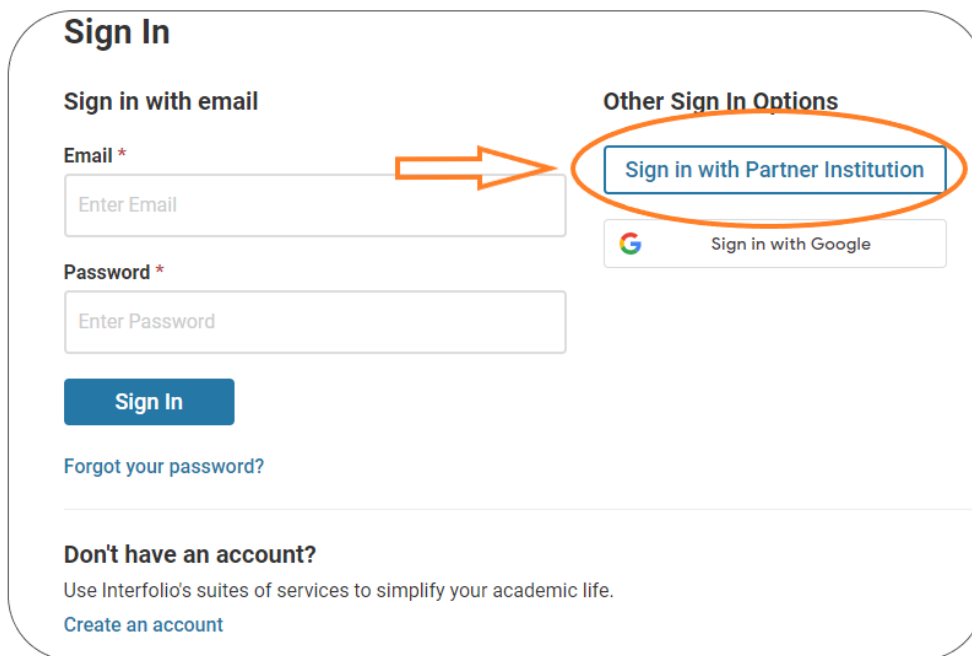 Sign In
Sign in with email
Email *
Enter Email
Password *
Enter Password
Sign In
Forgot your password?
Other Sign In Options
Sign in with Partner Institution
Sign in with Google
Don't have an account?
Use Interfolio's suites of services to simplify your academic life.
Create an account